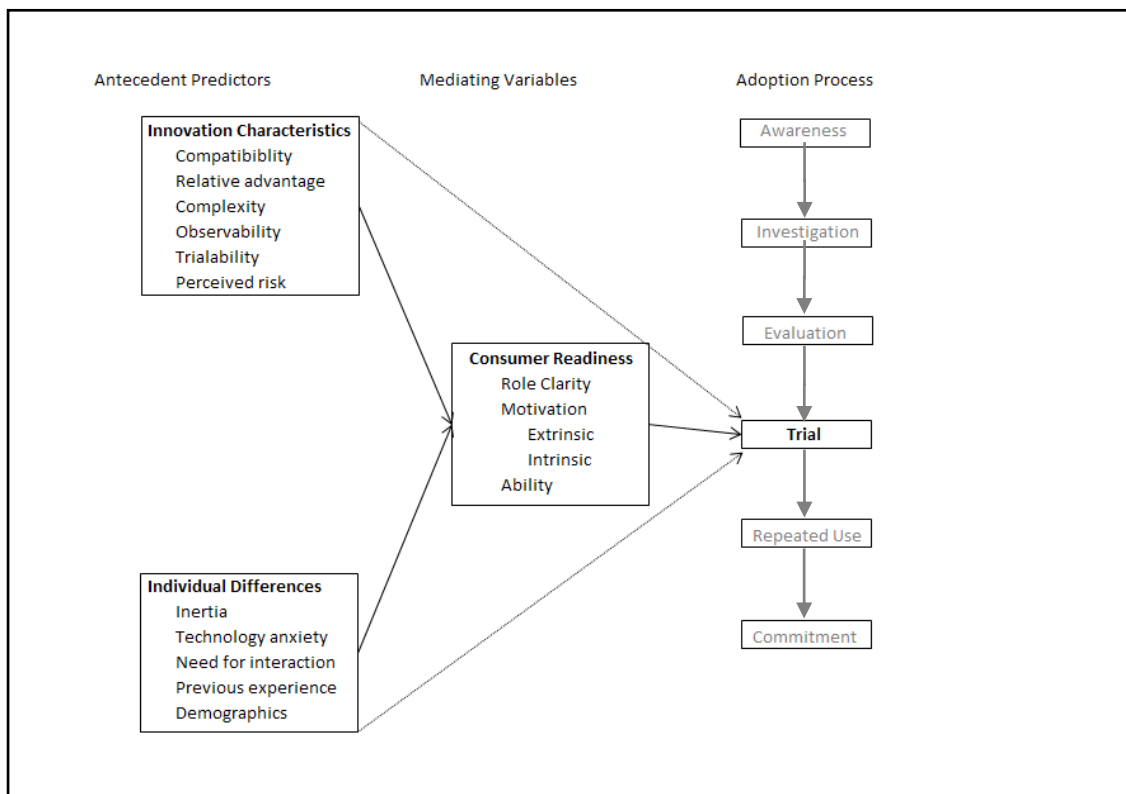 Antecedent Predictors
Mediating Variables
Adoption Process
Innovation Characteristics
Compatibiblity
Relative advantage
Complexity
Observability
Trialability
Perceived risk
Consumer Readiness
Role Clarity
Motivation
Extrinsic
Intrinsic
Ability
Individual Differences
Inertia
Technology anxiety
Need for interaction
Previous experience
Demographics
Awareness
Investigation
Evaluation
Trial
Repeated Use
Commitment